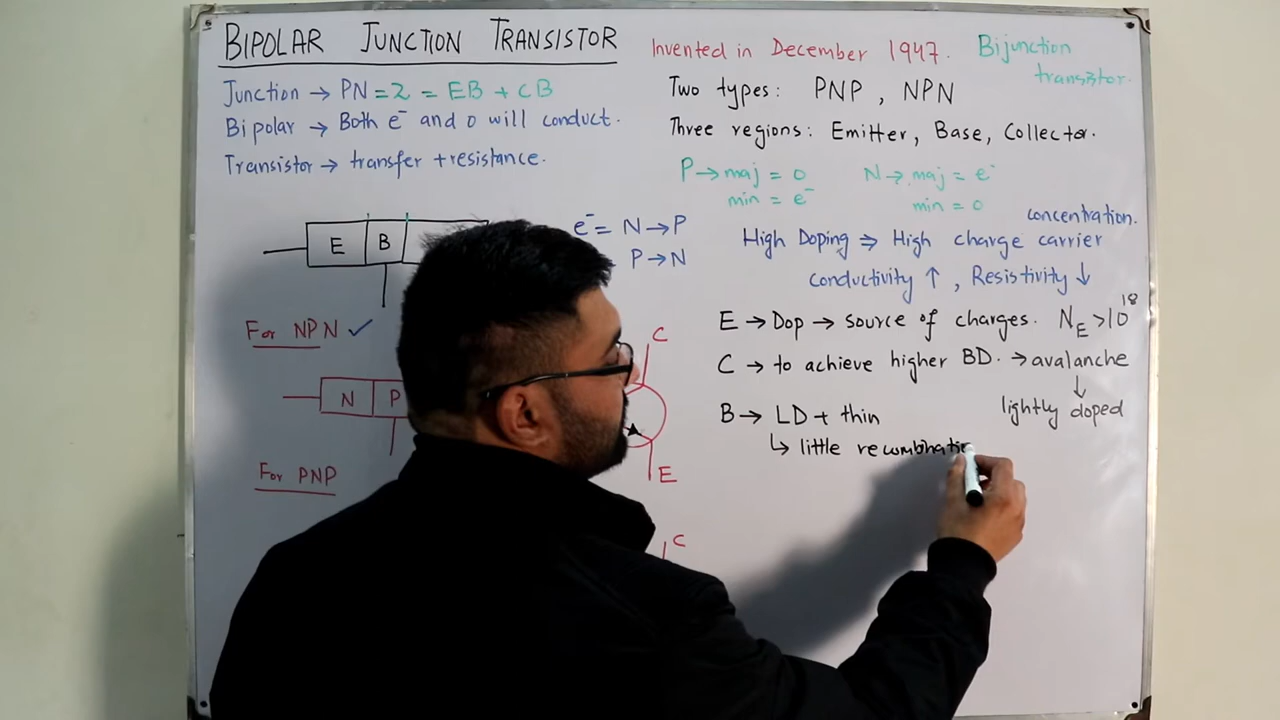 BIPOLAR JUNCTION TRANSISTOR
Invented in December 1947.
Bijunction
transistor.
Junction → PN = 2 = EB + CB
Bipolar → Both e⁻ and o will conduct.
Transistor → transfer + resistance.
Two types: PNP, NPN
Three regions: Emitter, Base, Collector.
P → maj = o
min = e⁻
N → maj = e⁻
min = o
E B
e⁻ = N → P
P → N
concentration.
High Doping ⇒ High charge carrier
Conductivity ↑, Resistivity ↓
For NPN ✓
N P
C
E
For PNP
C
E → Dop → source of charges. N_E > 10¹⁸
C → to achieve higher BD. → avalanche
↓
lightly doped
B → LD + thin
↳ little recombinatio